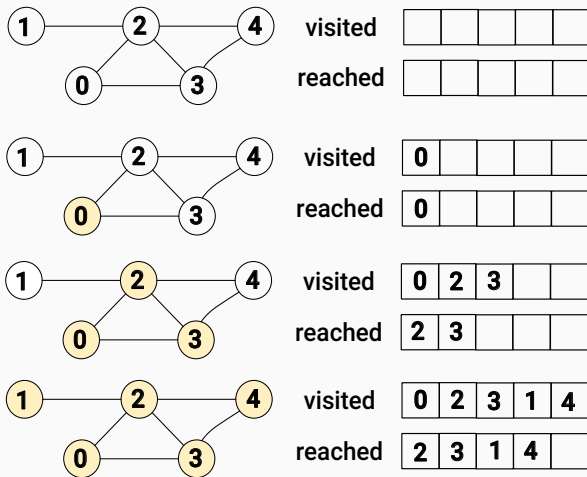 1 2 4 visited
0 3 reached
1 2 4 visited 0
0 3 reached 0
1 2 4 visited 0 2 3
0 3 reached 2 3
1 2 4 visited 0 2 3 1 4
0 3 reached 2 3 1 4